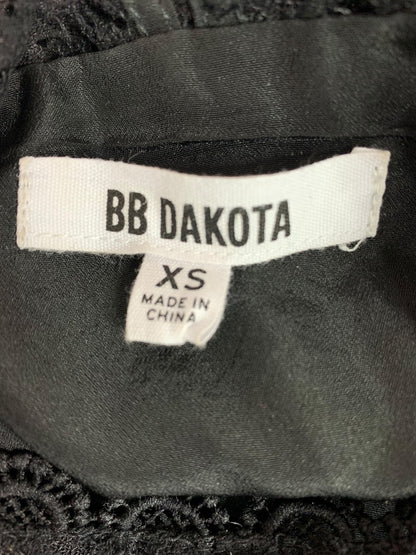 BB DAKOTA
XS
MADE IN
CHINA